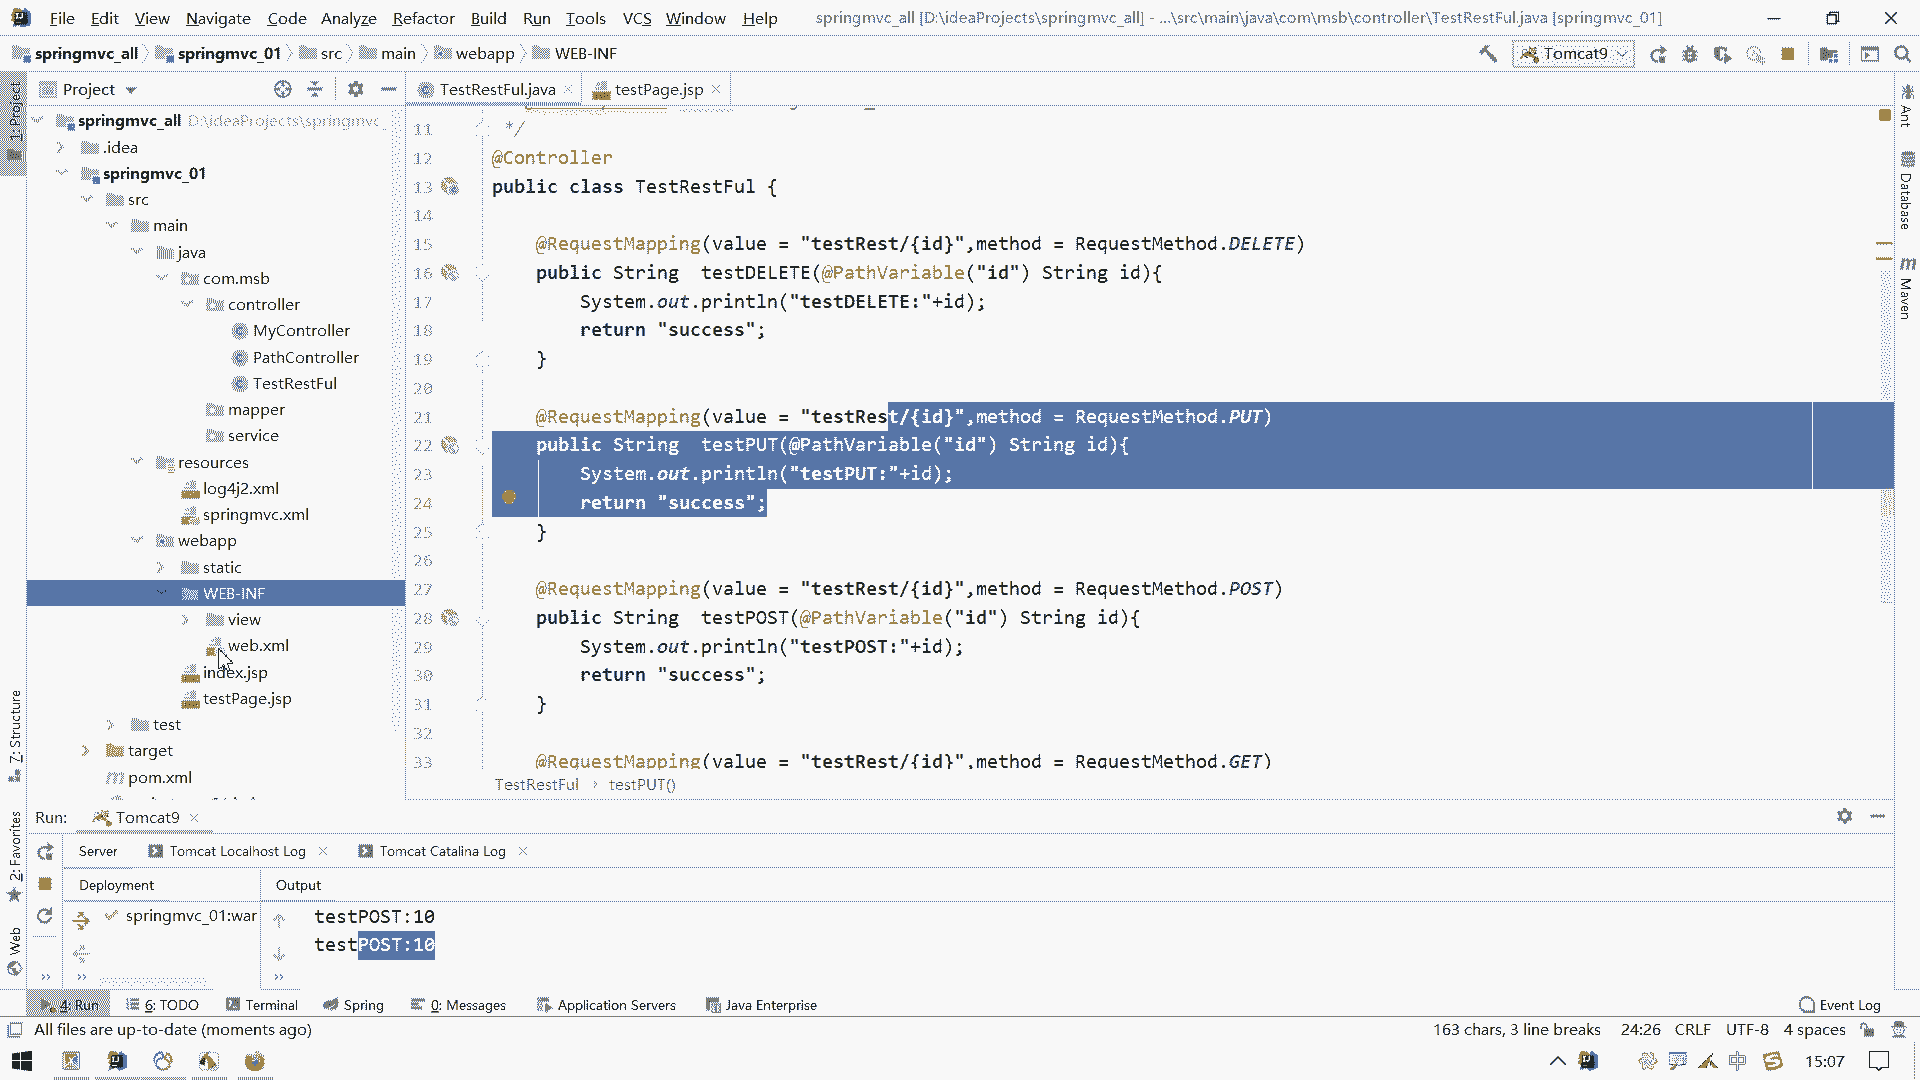 File Edit View Navigate Code Analyze Refactor Build Run Tools VCS Window Help springmvc_all [D:\ideaProjects\springmvc_all] - ...\src\main\java\com\msb\controller\TestRestFul.java [springmvc_01]
springmvc_all springmvc_01 src main webapp WEB-INF Tomcat9
1: Project
Project
TestRestFul.java testPage.jsp
springmvc_all D:\ideaProjects\springmvc_
.idea
springmvc_01
src
main
java
com.msb
controller
MyController
PathController
TestRestFul
mapper
service
resources
log4j2.xml
springmvc.xml
webapp
static
WEB-INF
view
web.xml
index.jsp
testPage.jsp
test
target
pom.xml
11 */
12 @Controller
13 public class TestRestFul {
14
15 @RequestMapping(value = "testRest/{id}",method = RequestMethod.DELETE)
16 public String testDELETE(@PathVariable("id") String id){
17 System.out.println("testDELETE:"+id);
18 return "success";
19 }
20
21 @RequestMapping(value = "testRest/{id}",method = RequestMethod.PUT)
22 public String testPUT(@PathVariable("id") String id){
23 System.out.println("testPUT:"+id);
24 return "success";
25 }
26
27 @RequestMapping(value = "testRest/{id}",method = RequestMethod.POST)
28 public String testPOST(@PathVariable("id") String id){
29 System.out.println("testPOST:"+id);
30 return "success";
31 }
32
33 @RequestMapping(value = "testRest/{id}",method = RequestMethod.GET)
TestRestFul testPUT()
Ant
Database
Maven
7: Structure
2: Favorites
Web
Run: Tomcat9
Server Tomcat Localhost Log Tomcat Catalina Log
Deployment Output
springmvc_01:war
testPOST:10
testPOST:10
4: Run 6: TODO Terminal Spring 0: Messages Application Servers Java Enterprise Event Log
All files are up-to-date (moments ago) 163 chars, 3 line breaks 24:26 CRLF UTF-8 4 spaces
中 15:07